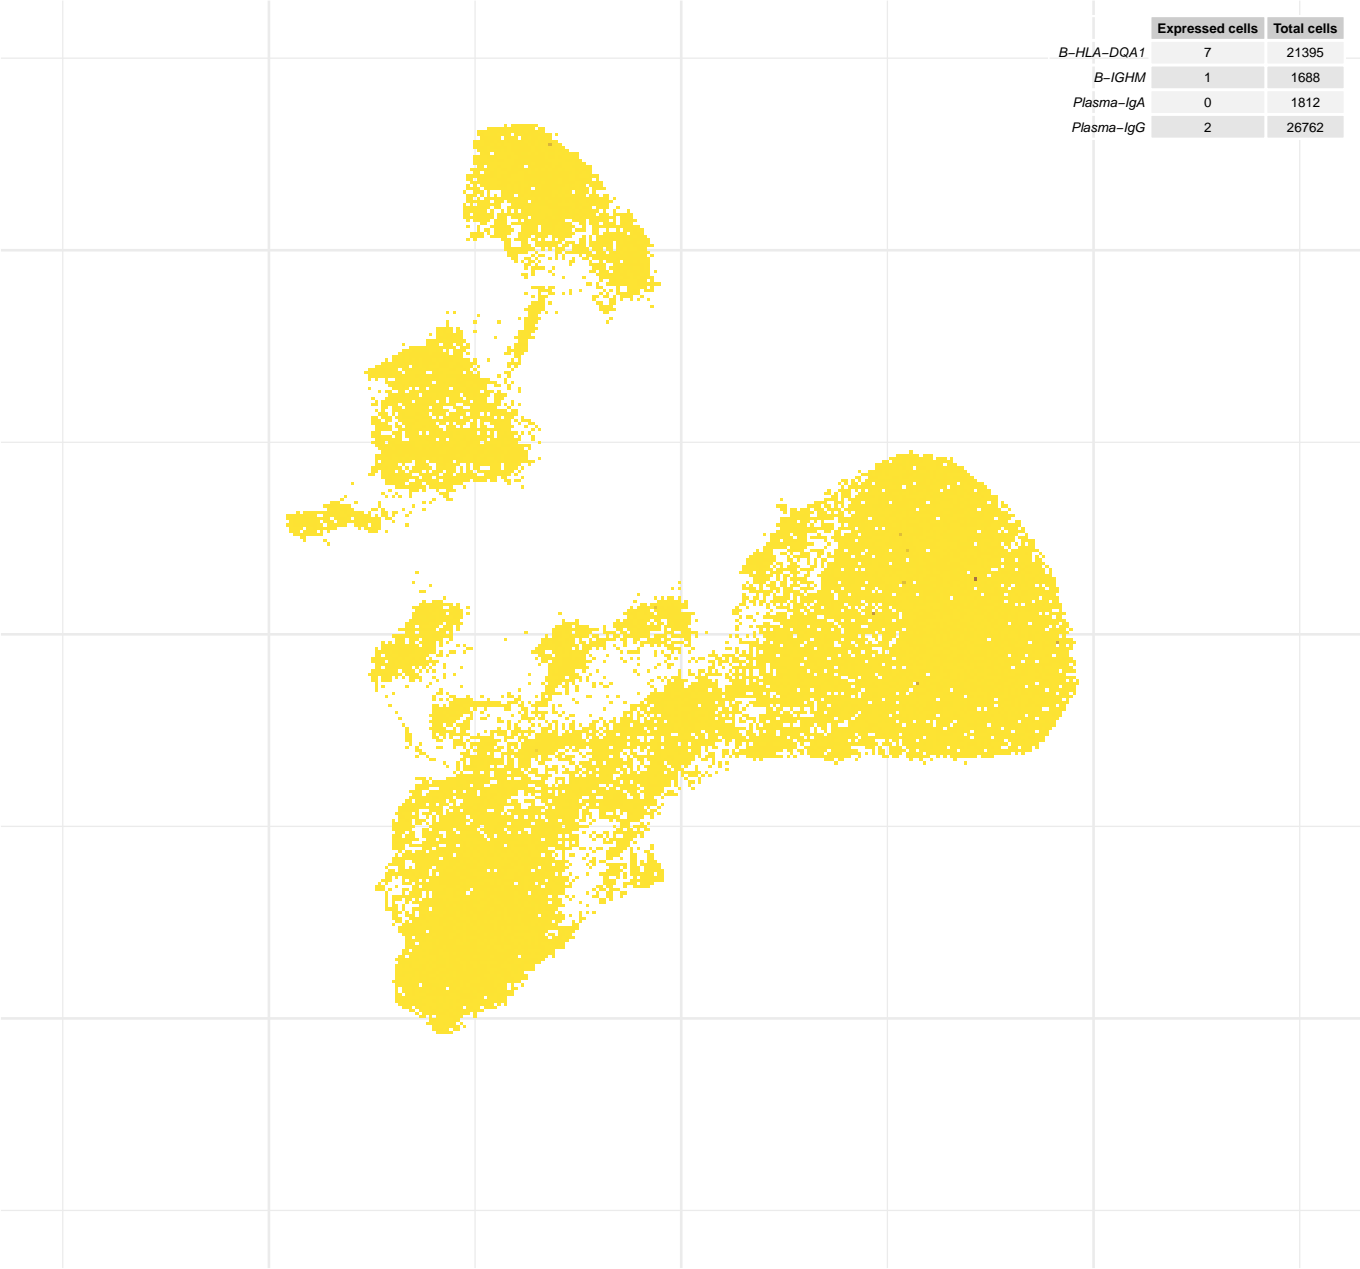 Expressed cells Total cells
B−HLA−DQA1 7 21395
B−IGHM 1 1688
Plasma−IgA 0 1812
Plasma−IgG 2 26762